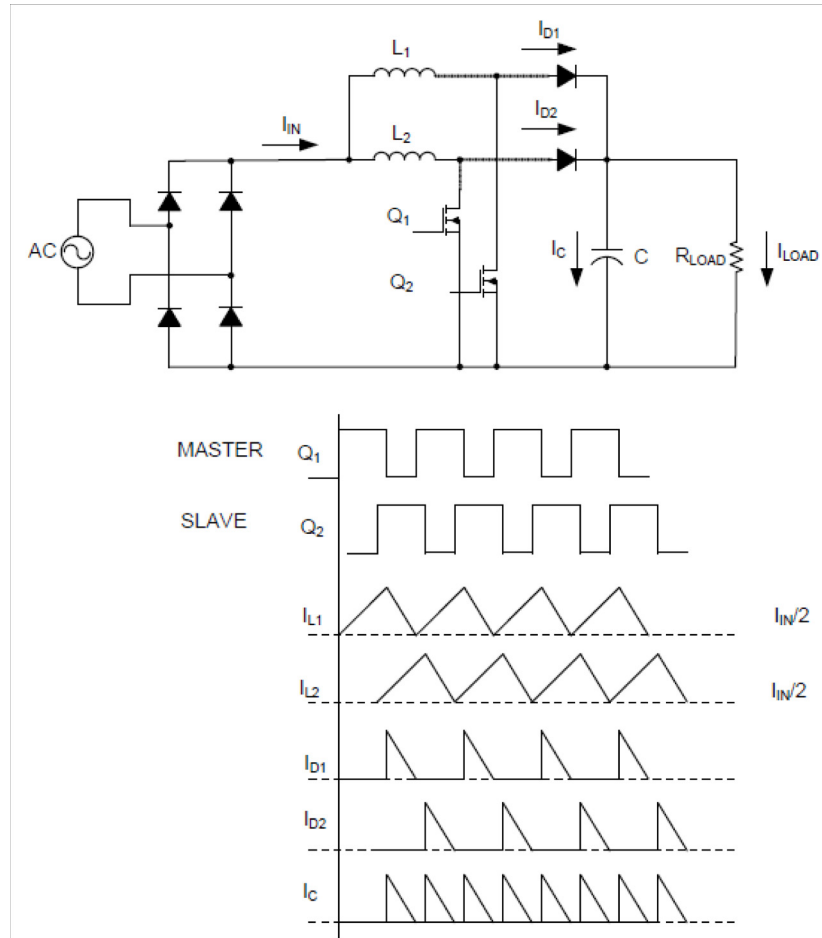 L1
ID1
ID2
IIN
L2
Q1
AC
IC
C
RLOAD
ILOAD
Q2
MASTER Q1
SLAVE Q2
IL1 IIN/2
IL2 IIN/2
ID1
ID2
IC